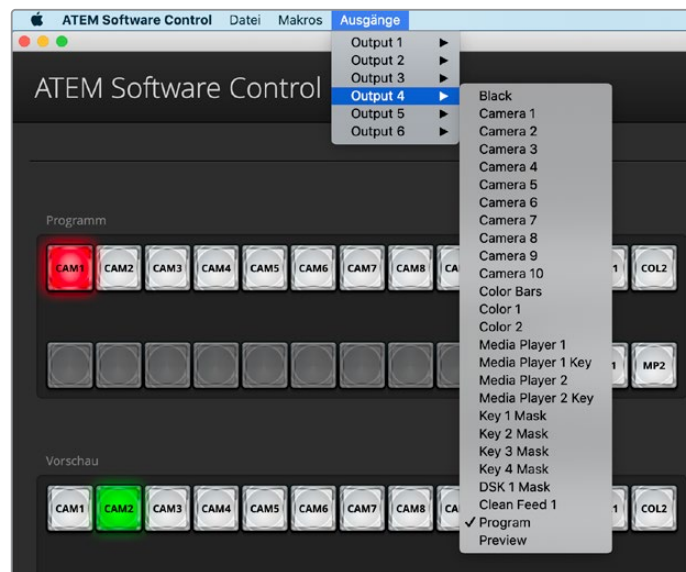 ATEM Software Control Datei Makros Ausgänge
Output 1
Output 2
Output 3
Output 4
Output 5
Output 6
ATEM Software Control
Black
Camera 1
Camera 2
Camera 3
Camera 4
Camera 5
Camera 6
Camera 7
Camera 8
Camera 9
Camera 10
Color Bars
Color 1
Color 2
Media Player 1
Media Player 1 Key
Media Player 2
Media Player 2 Key
Key 1 Mask
Key 2 Mask
Key 3 Mask
Key 4 Mask
DSK 1 Mask
Clean Feed 1
Program
Preview
Programm
CAM1 CAM2 CAM3 CAM4 CAM5 CAM6 CAM7 CAM8 COL2
MP2
Vorschau
CAM1 CAM2 CAM3 CAM4 CAM5 CAM6 CAM7 CAM8 COL2